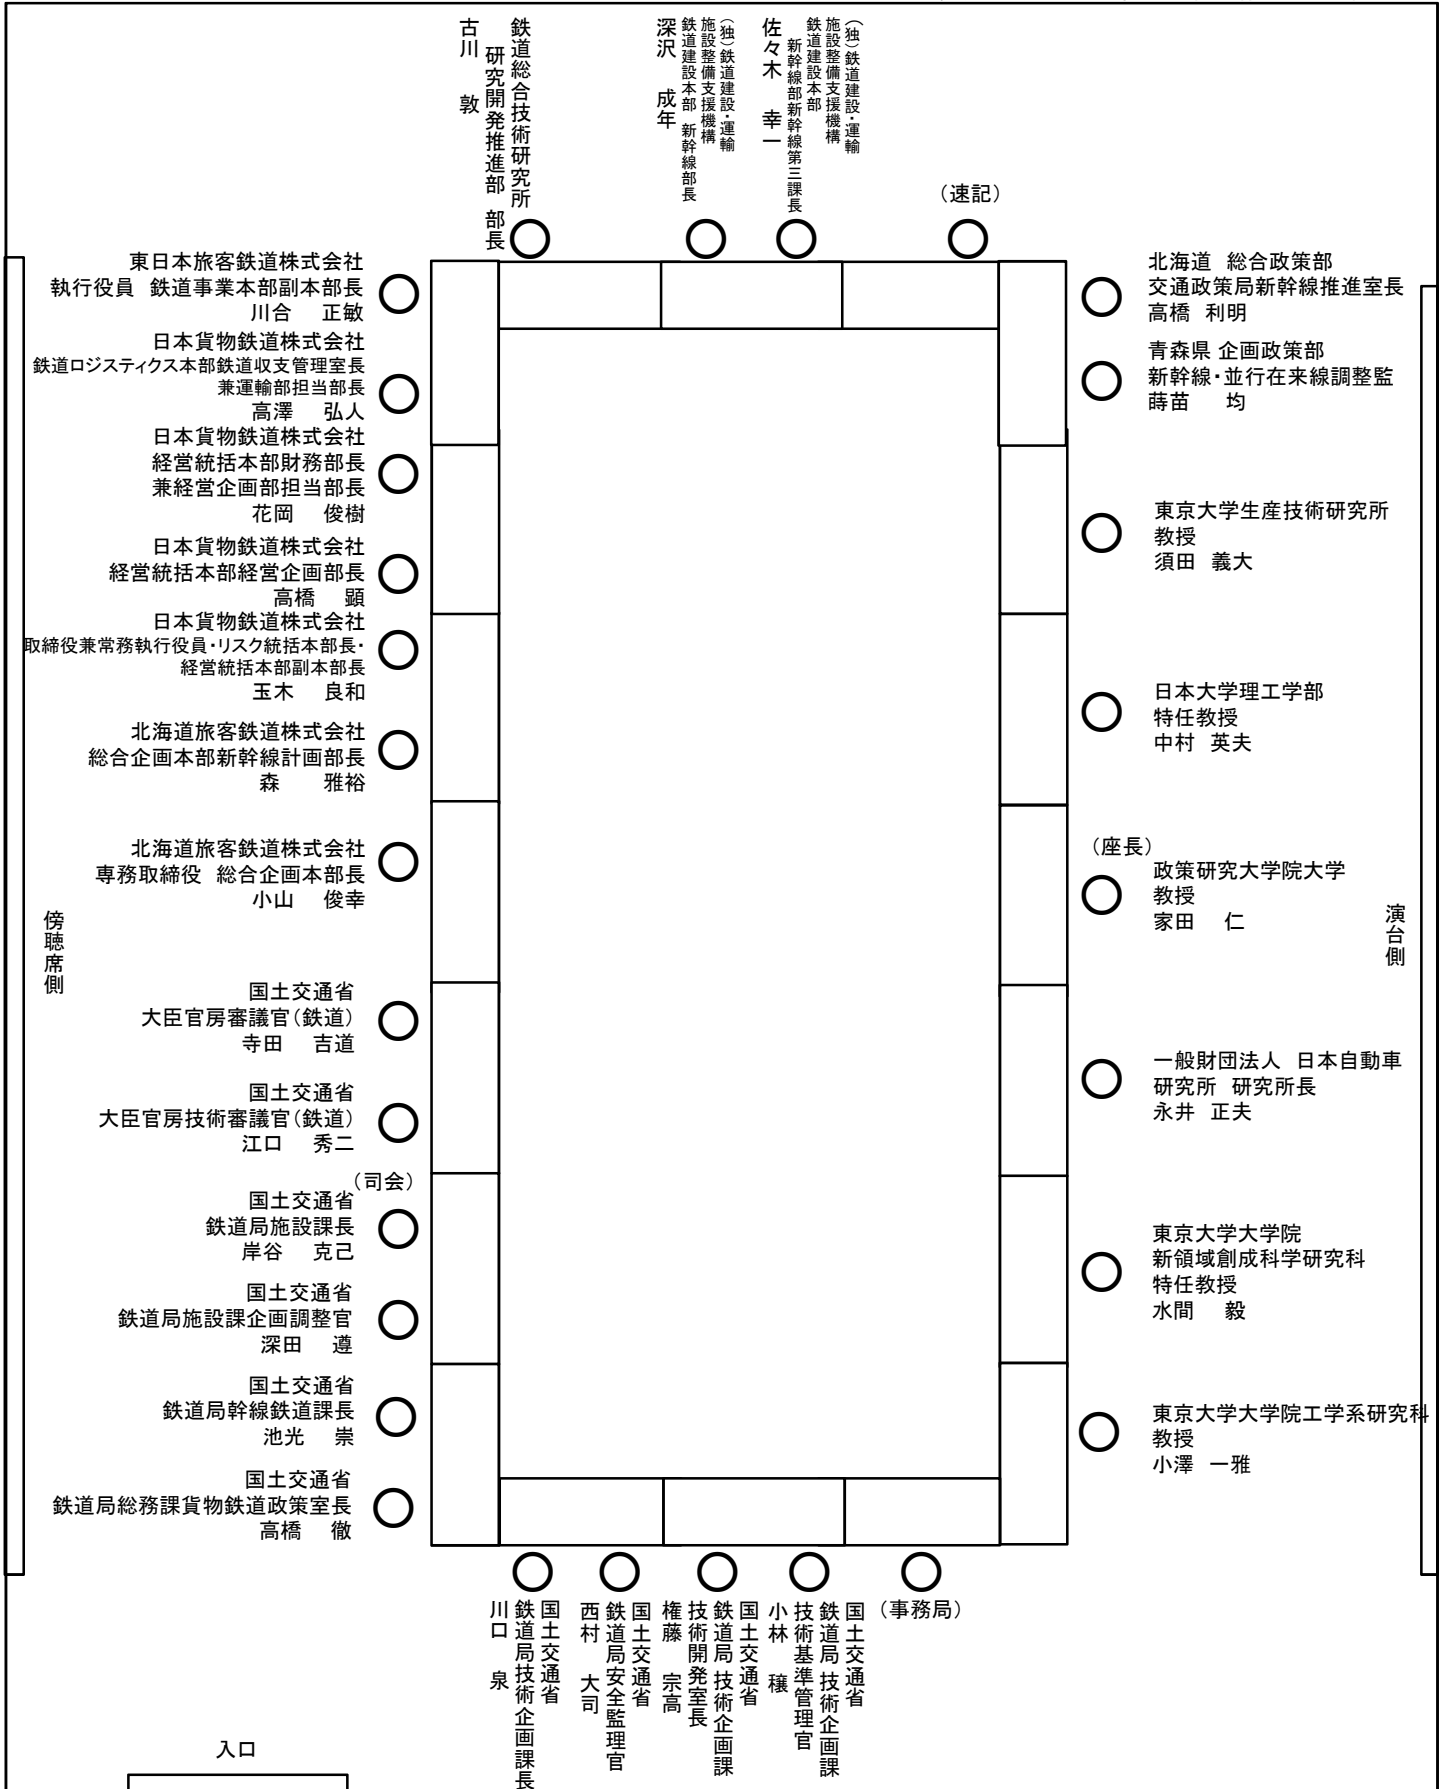 鉄道総合技術研究所
研究開発推進部　部長
古川　敦
（独）鉄道建設・運輸
施設整備支援機構
鉄道建設本部　新幹線部長
深沢　成年
（独）鉄道建設・運輸
施設整備支援機構
鉄道建設本部
新幹線部新幹線第三課長
佐々木　幸一
（速記）
東日本旅客鉄道株式会社
執行役員　鉄道事業本部副本部長
川合　正敏
日本貨物鉄道株式会社
鉄道ロジスティクス本部鉄道収支管理室長
兼運輸部担当部長
高澤　弘人
日本貨物鉄道株式会社
経営統括本部財務部長
兼経営企画部担当部長
花岡　俊樹
日本貨物鉄道株式会社
経営統括本部経営企画部長
高橋　顕
日本貨物鉄道株式会社
取締役兼常務執行役員・リスク統括本部長・
経営統括本部副本部長
玉木　良和
北海道旅客鉄道株式会社
総合企画本部新幹線計画部長
森　雅裕
北海道旅客鉄道株式会社
専務取締役　総合企画本部長
小山　俊幸
傍聴席側
国土交通省
大臣官房審議官（鉄道）
寺田　吉道
国土交通省
大臣官房技術審議官（鉄道）
江口　秀二
（司会）
国土交通省
鉄道局施設課長
岸谷　克己
国土交通省
鉄道局施設課企画調整官
深田　遵
国土交通省
鉄道局幹線鉄道課長
池光　崇
国土交通省
鉄道局総務課貨物鉄道政策室長
高橋　徹
北海道　総合政策部
交通政策局新幹線推進室長
高橋　利明
青森県 企画政策部
新幹線・並行在来線調整監
蒔苗　均
東京大学生産技術研究所
教授
須田　義大
日本大学理工学部
特任教授
中村　英夫
（座長）
政策研究大学院大学
教授
家田　仁
演台側
一般財団法人　日本自動車
研究所　研究所長
永井　正夫
東京大学大学院
新領域創成科学研究科
特任教授
水間　毅
東京大学大学院工学系研究科
教授
小澤　一雅
国土交通省
鉄道局技術企画課長
川口　泉
国土交通省
鉄道局安全監理官
西村　大司
国土交通省
鉄道局 技術企画課
技術開発室長
権藤　宗高
国土交通省
鉄道局 技術企画課
技術基準管理官
小林　穣
（事務局）
入口